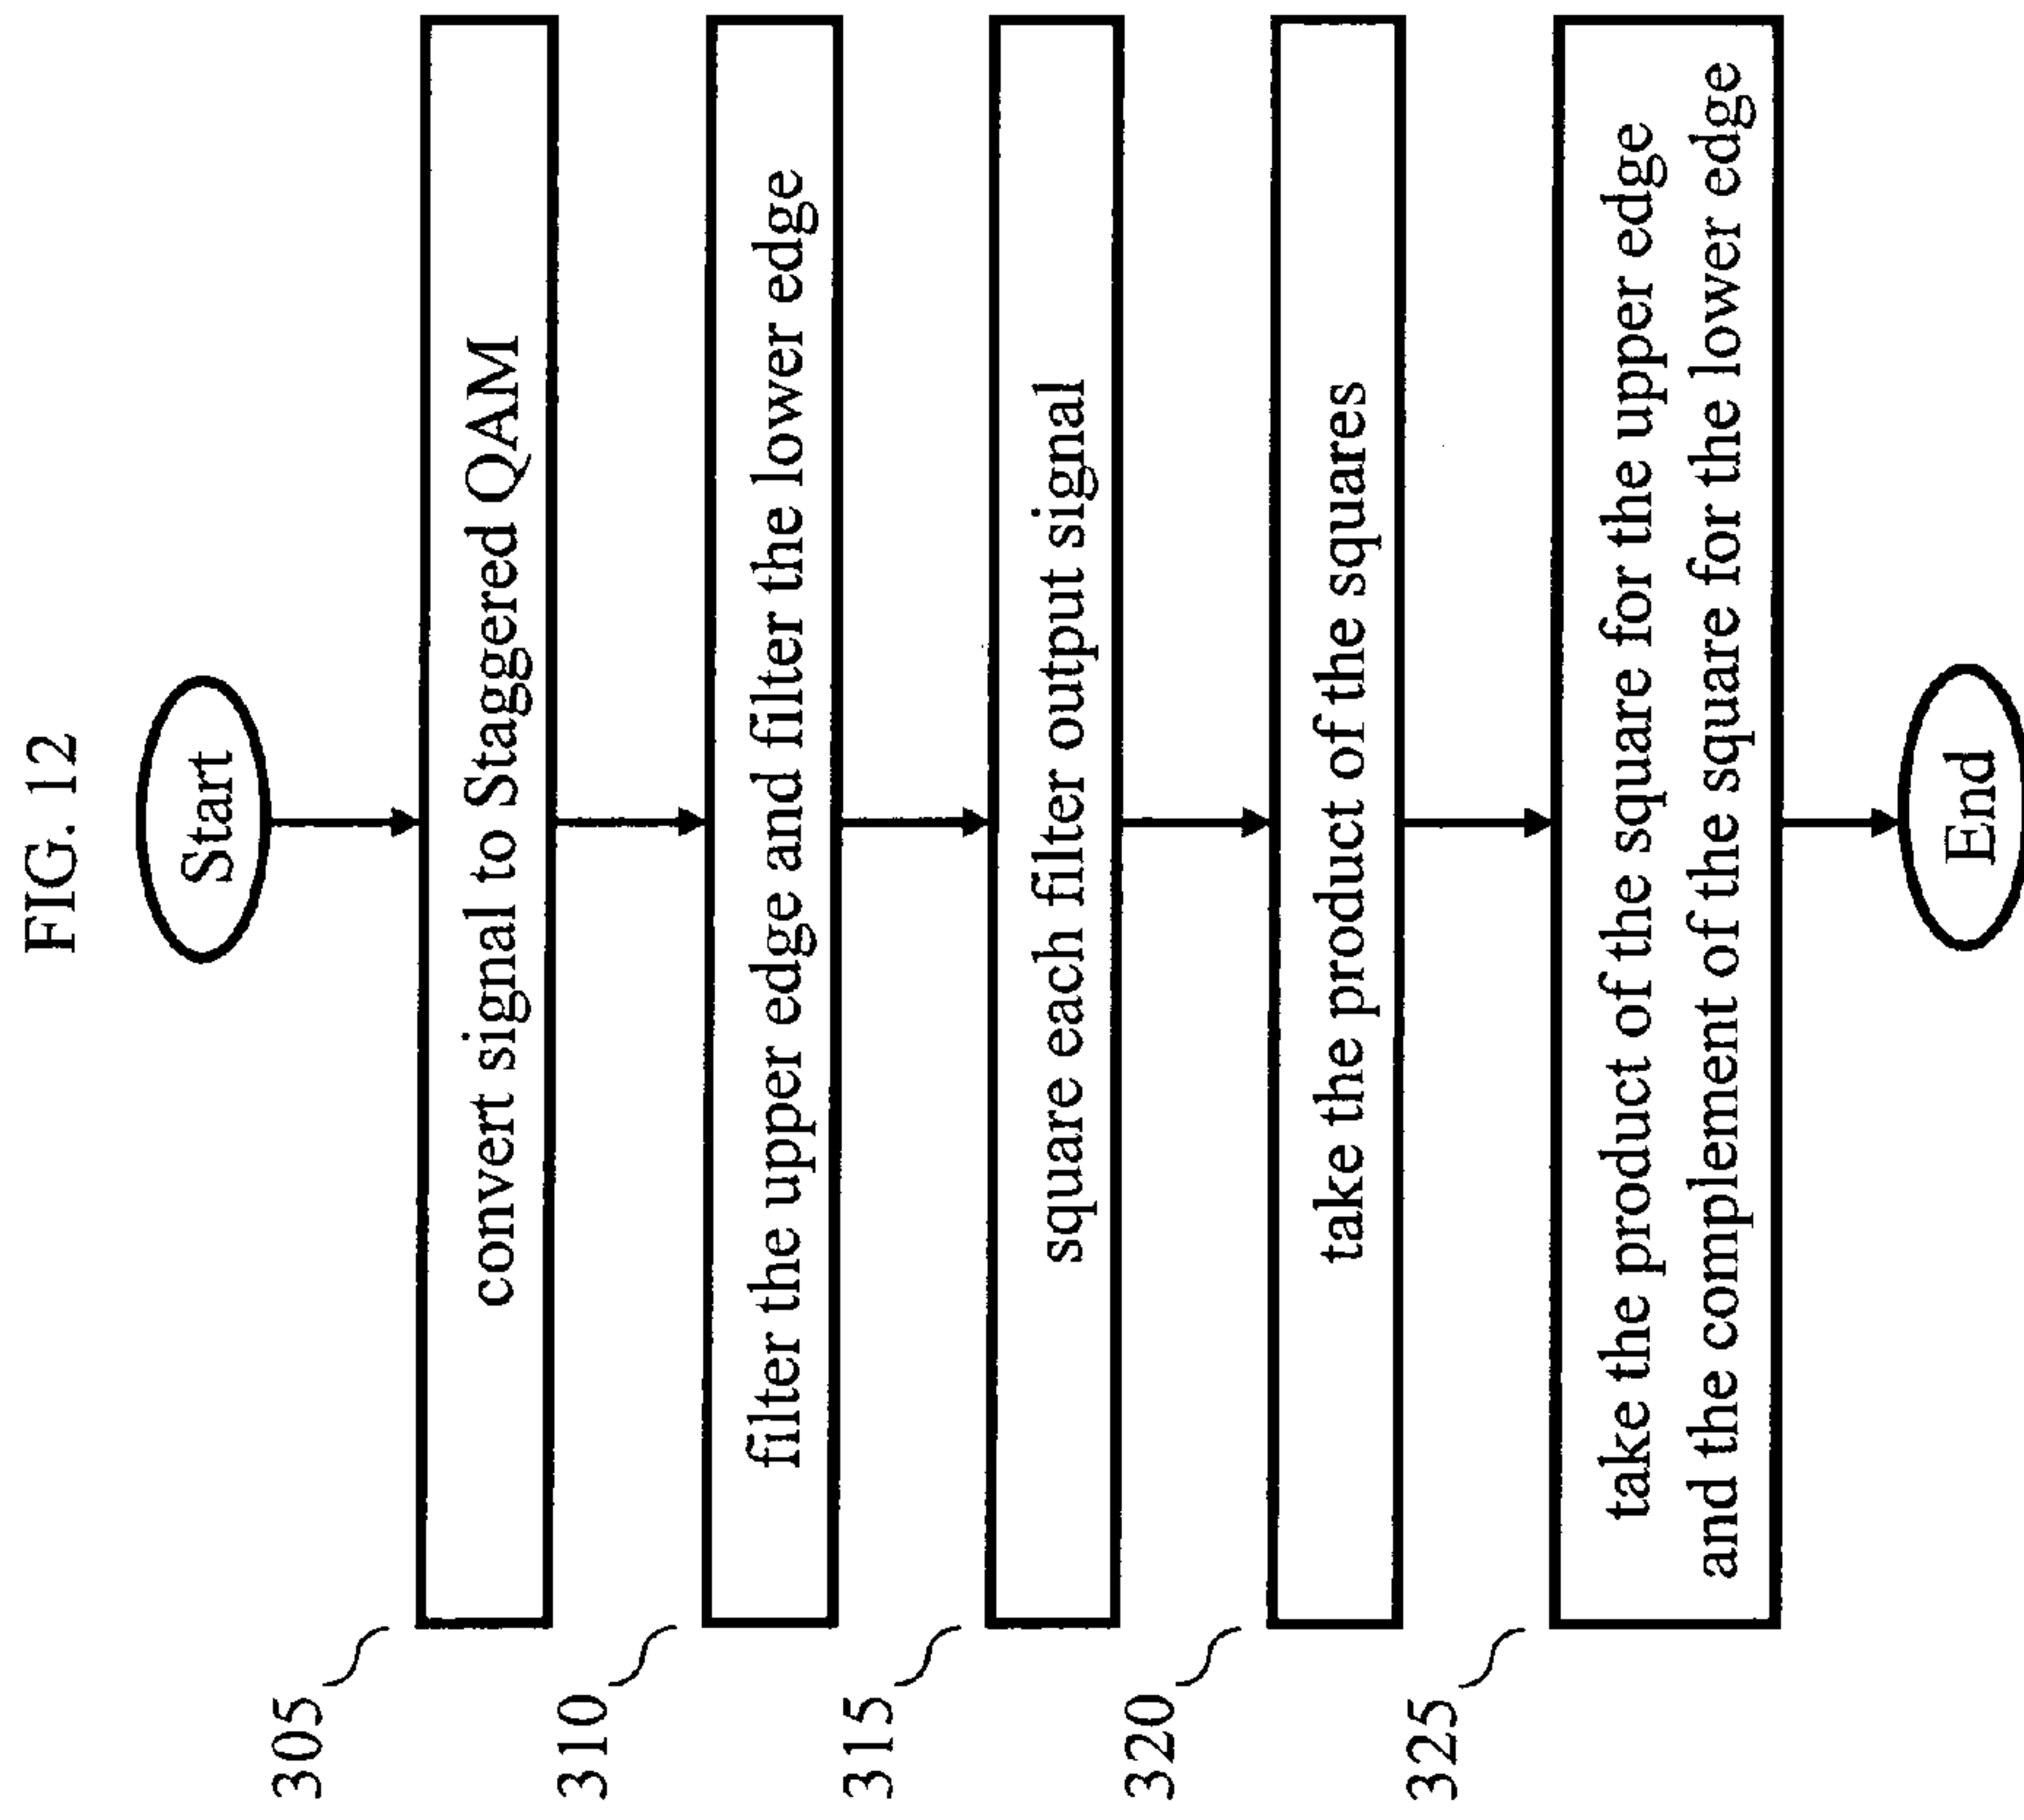 FIG. 12
Start
305
convert signal to Staggered QAM
310
filter the upper edge and filter the lower edge
315
square each filter output signal
320
take the product of the squares
325
take the product of the square for the upper edge
and the complement of the square for the lower edge
End